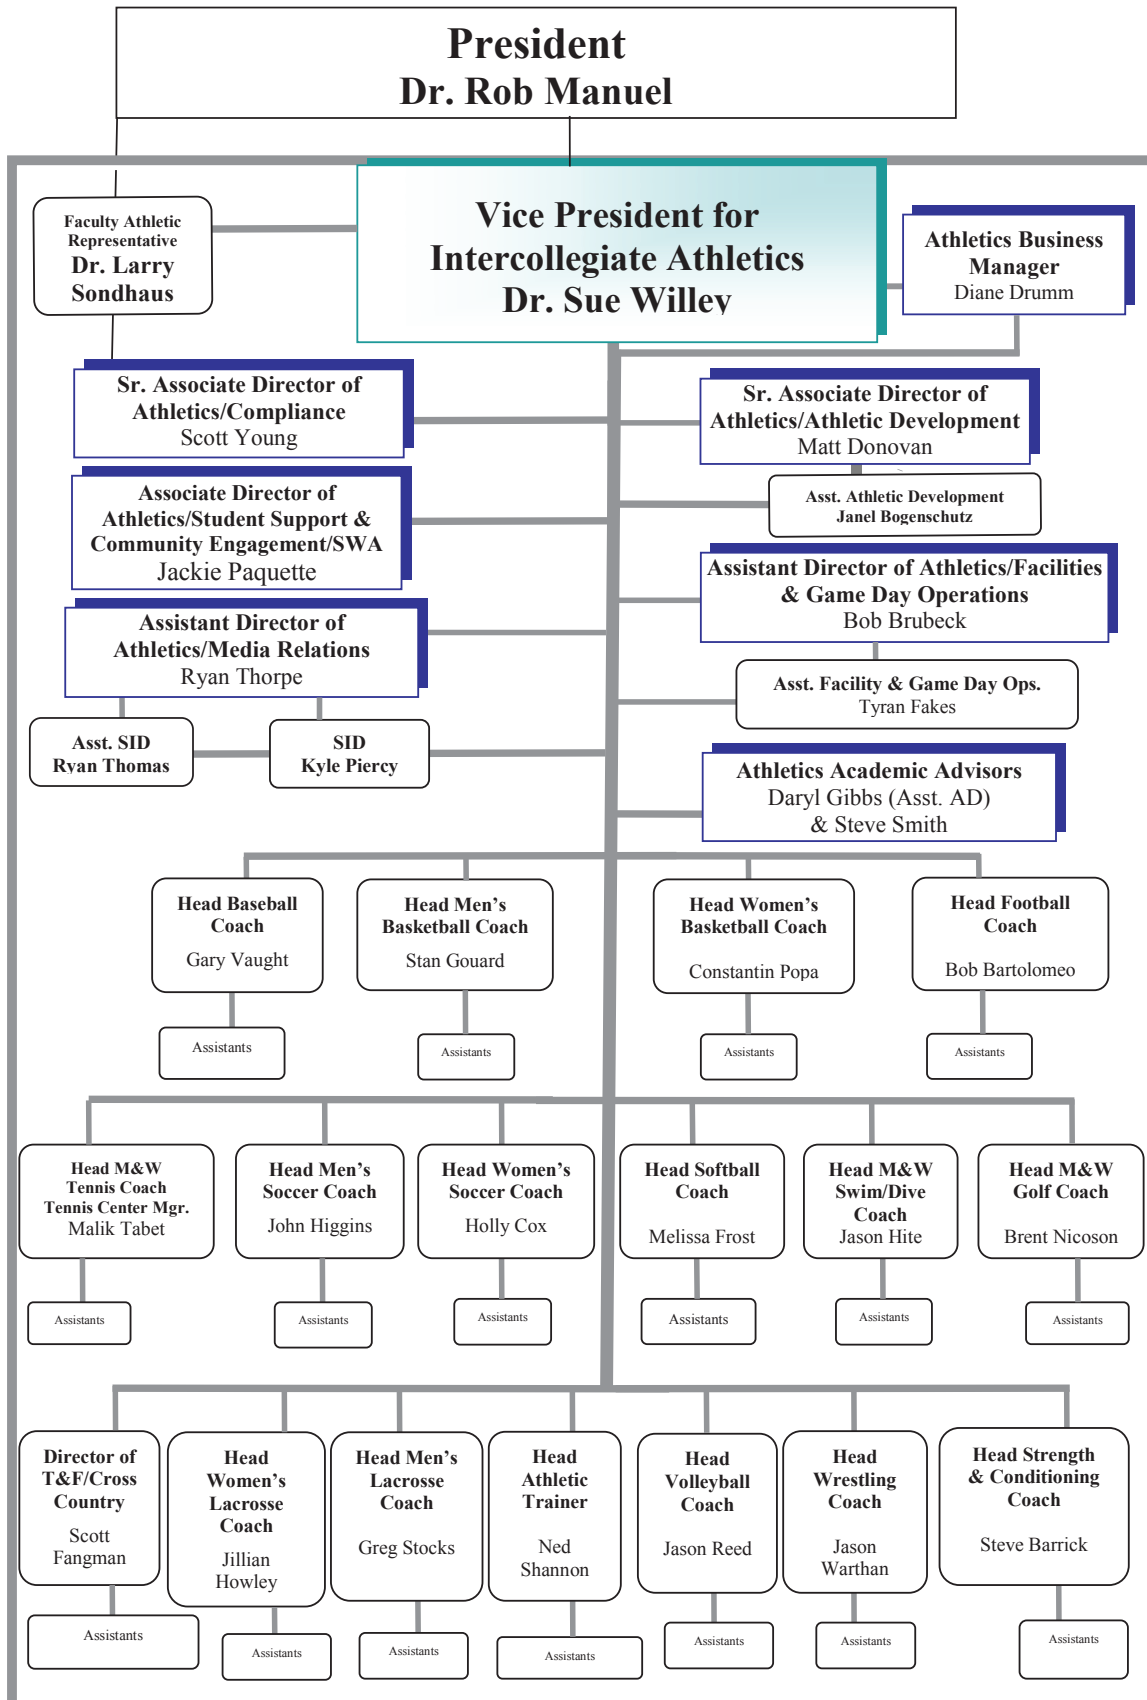 President
Dr. Rob Manuel
Faculty Athletic
Representative
Dr. Larry
Sondhaus
Vice President for
Intercollegiate Athletics
Dr. Sue Willey
Athletics Business
Manager
Diane Drumm
Sr. Associate Director of
Athletics/Compliance
Scott Young
Sr. Associate Director of
Athletics/Athletic Development
Matt Donovan
Asst. Athletic Development
Janel Bogenschutz
Associate Director of
Athletics/Student Support &
Community Engagement/SWA
Jackie Paquette
Assistant Director of Athletics/Facilities
& Game Day Operations
Bob Brubeck
Assistant Director of
Athletics/Media Relations
Ryan Thorpe
Asst. Facility & Game Day Ops.
Tyran Fakes
Asst. SID
Ryan Thomas
SID
Kyle Piercy
Athletics Academic Advisors
Daryl Gibbs (Asst. AD)
& Steve Smith
Head Baseball
Coach
Gary Vaught
Head Men's
Basketball Coach
Stan Gouard
Head Women's
Basketball Coach
Constantin Popa
Head Football
Coach
Bob Bartolomeo
Assistants
Assistants
Assistants
Assistants
Head M&W
Tennis Coach
Tennis Center Mgr.
Malik Tabet
Head Men's
Soccer Coach
John Higgins
Head Women's
Soccer Coach
Holly Cox
Head Softball
Coach
Melissa Frost
Head M&W
Swim/Dive
Coach
Jason Hite
Head M&W
Golf Coach
Brent Nicoson
Assistants
Assistants
Assistants
Assistants
Assistants
Assistants
Director of
T&F/Cross
Country
Scott
Fangman
Head
Women's
Lacrosse
Coach
Jillian
Howley
Head Men's
Lacrosse
Coach
Greg Stocks
Head
Athletic
Trainer
Ned
Shannon
Head
Volleyball
Coach
Jason Reed
Head
Wrestling
Coach
Jason
Warthan
Head Strength
& Conditioning
Coach
Steve Barrick
Assistants
Assistants
Assistants
Assistants
Assistants
Assistants
Assistants